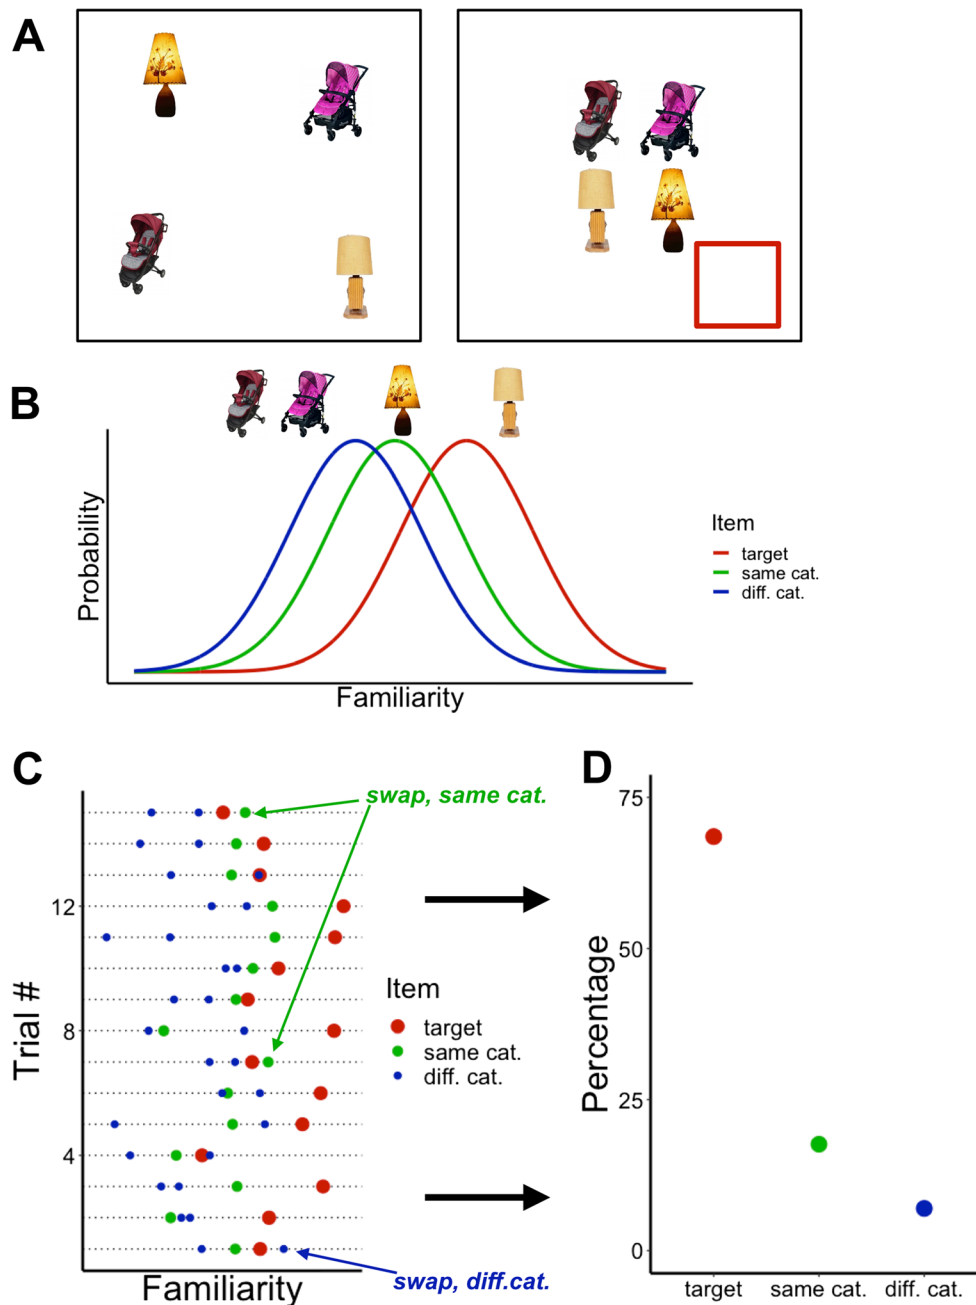 A
B
Probability
Familiarity
Item
target
same cat.
diff. cat.
C
swap, same cat.
Trial #
12
8
4
Item
target
same cat.
diff. cat.
Familiarity
swap, diff.cat.
D
Percentage
75
50
25
0
target
same cat.
diff. cat.